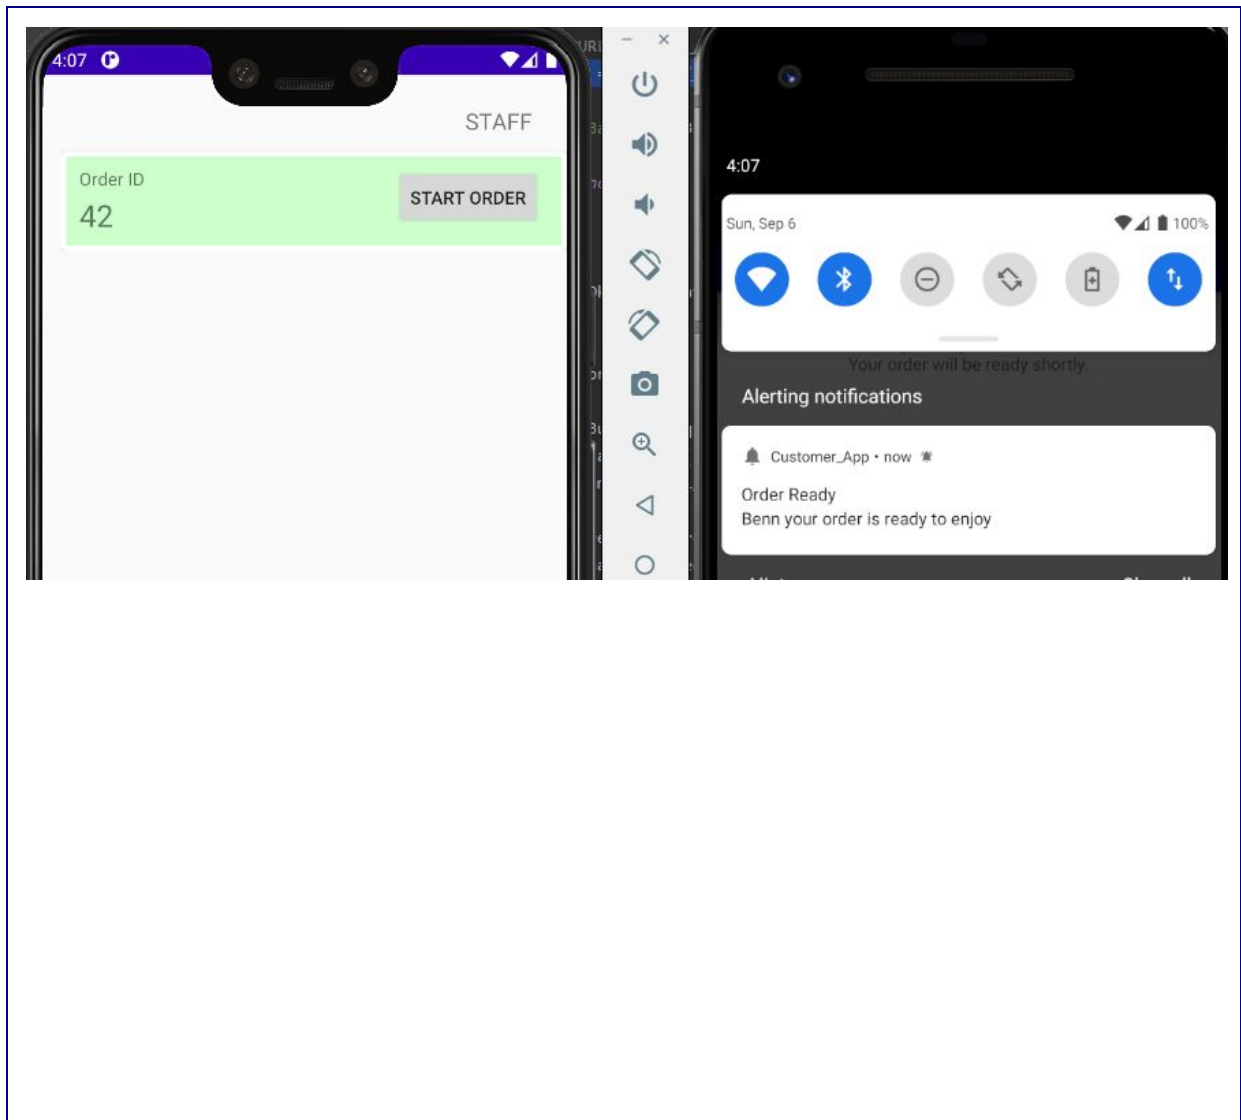 4:07
STAFF
Order ID
42
START ORDER
4:07
Sun, Sep 6
100%
Your order will be ready shortly.
Alerting notifications
Customer_App • now
Order Ready
Benn your order is ready to enjoy